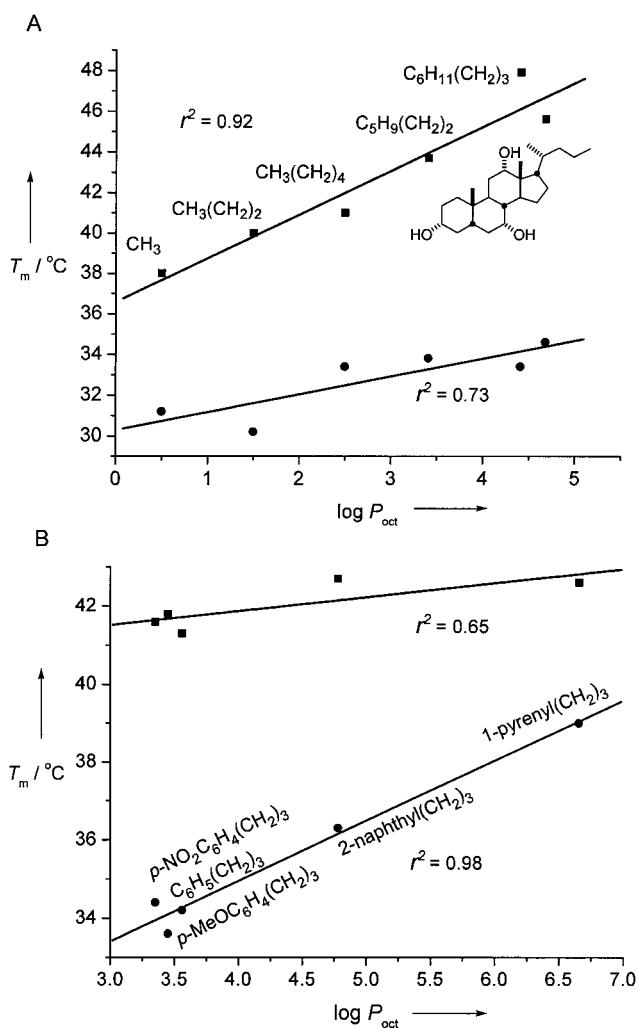 A
48
46
44
42
40
38
36
34
32
30
T_m / °C
C₆H₁₁(CH₂)₃
r² = 0.92
C₅H₉(CH₂)₂
CH₃(CH₂)₄
CH₃(CH₂)₂
CH₃
OH
HO
OH
r² = 0.73
0 1 2 3 4 5
log P_oct
B
42
40
38
36
34
T_m / °C
r² = 0.65
1-pyrenyl(CH₂)₃
2-naphthyl(CH₂)₃
p-NO₂C₆H₄(CH₂)₃
C₆H₅(CH₂)₃
p-MeOC₆H₄(CH₂)₃
r² = 0.98
3.0 3.5 4.0 4.5 5.0 5.5 6.0 6.5 7.0
log P_oct